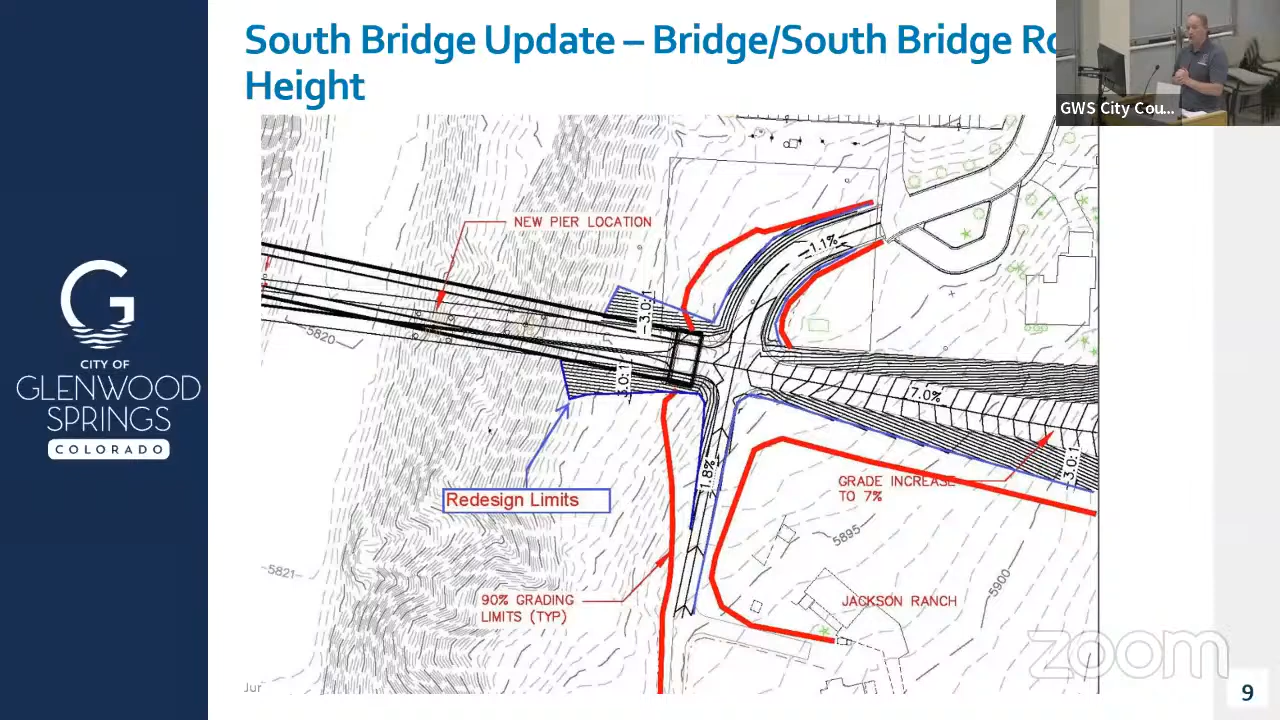 South Bridge Update – Bridge/South Bridge Ro
Height
GWS City Cou...
G
CITY OF
GLENWOOD
SPRINGS
COLORADO
NEW PIER LOCATION
-1.1%
3.0:1
5820
3.0:1
7.0%
3.0:1
-1.8%
Redesign Limits
GRADE INCREASE
TO 7%
5895
5821
90% GRADING
LIMITS (TYP)
5900
JACKSON RANCH
zoom
Jur
9